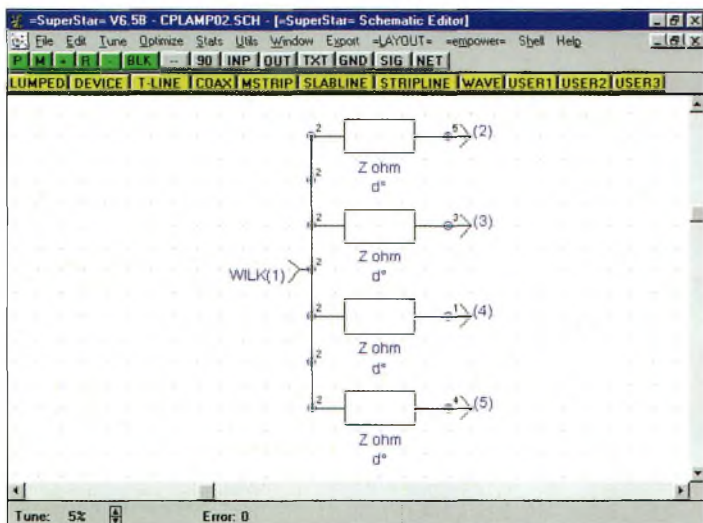 =SuperStar= V6.5B - CPLAMP02.SCH - [=SuperStar= Schematic Editor]
File Edit Tune Optimize Stats Utils Window Export =LAYOUT= =empower= Shell Help
P M + R - BLK -- 90 INP OUT TXT GND SIG NET
LUMPED DEVICE T-LINE COAX MSTRIP SLABLINE STRIPLINE WAVE USER1 USER2 USER3
2 5 (2)
Z ohm
d°
2
2 3 (3)
Z ohm
d°
WILK(1) 2
2 1 (4)
Z ohm
d°
2
2 4 (5)
Z ohm
d°
Tune: 5% Error: 0